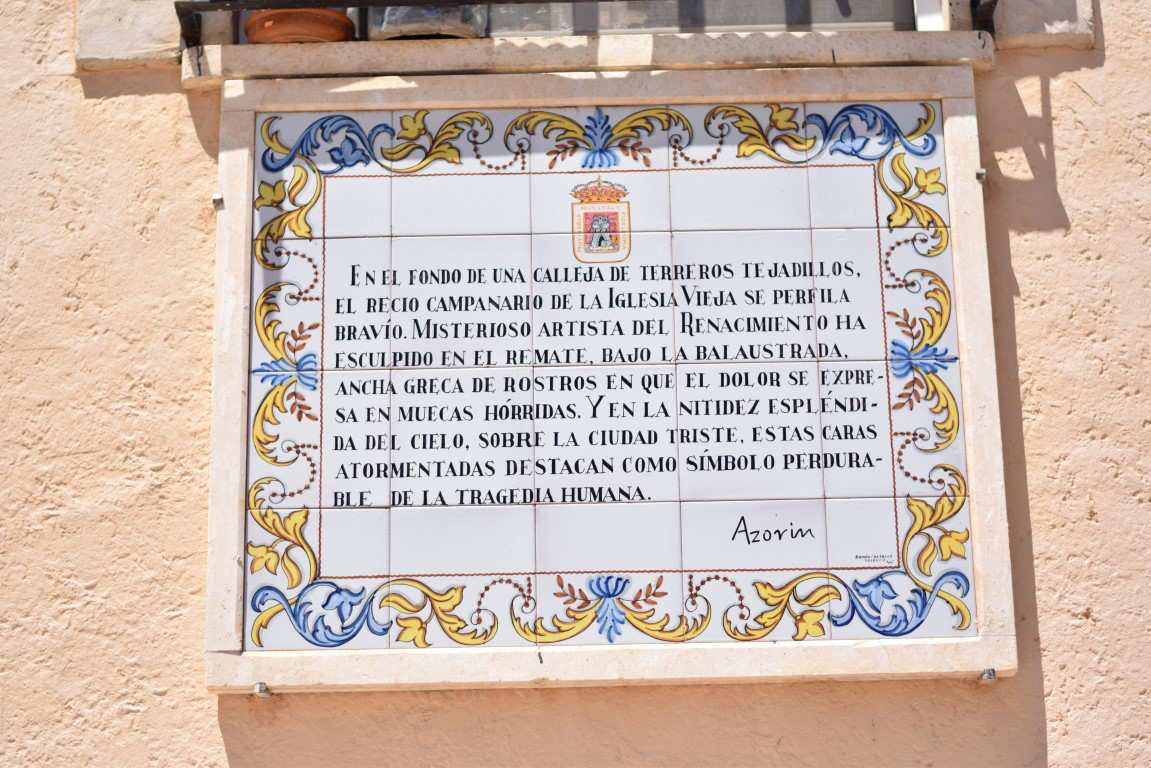 EN EL FONDO DE UNA CALLEJA DE TERREROS TEJADILLOS,
EL RECIO CAMPANARIO DE LA IGLESIA VIEJA SE PERFILA
BRAVÍO. MISTERIOSO ARTISTA DEL RENACIMIENTO HA
ESCULPIDO EN EL REMATE, BAJO LA BALAUSTRADA,
ANCHA GRECA DE ROSTROS EN QUE EL DOLOR SE EXPRE-
SA EN MUECAS HÓRRIDAS. Y EN LA NITIDEZ ESPLÉNDI-
DA DEL CIELO, SOBRE LA CIUDAD TRISTE, ESTAS CARAS
ATORMENTADAS DESTACAN COMO SÍMBOLO PERDURA-
BLE DE LA TRAGEDIA HUMANA.
Azorin